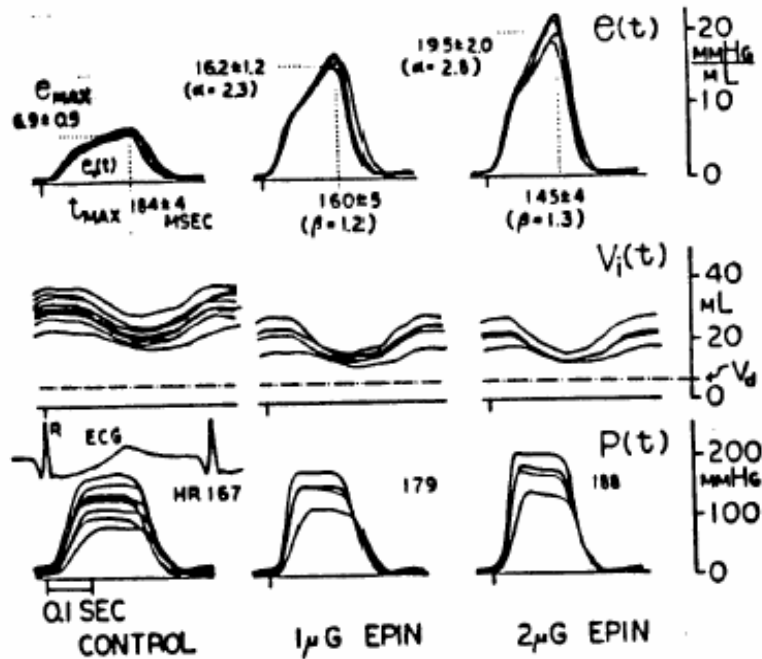 e(t)
20
MMHG
ML
10
0
eMAX
6.9±0.9
e(t)
tMAX 184±4 MSEC
16.2±1.2
(α=2.3)
160±5
(β=1.2)
19.5±2.0
(α=2.8)
145±4
(β=1.3)
Vi(t)
40
ML
20
Vd
0
R
ECG
P(t)
200
MMHG
100
0
HR 167
179
188
0.1 SEC
CONTROL
1μG EPIN
2μG EPIN